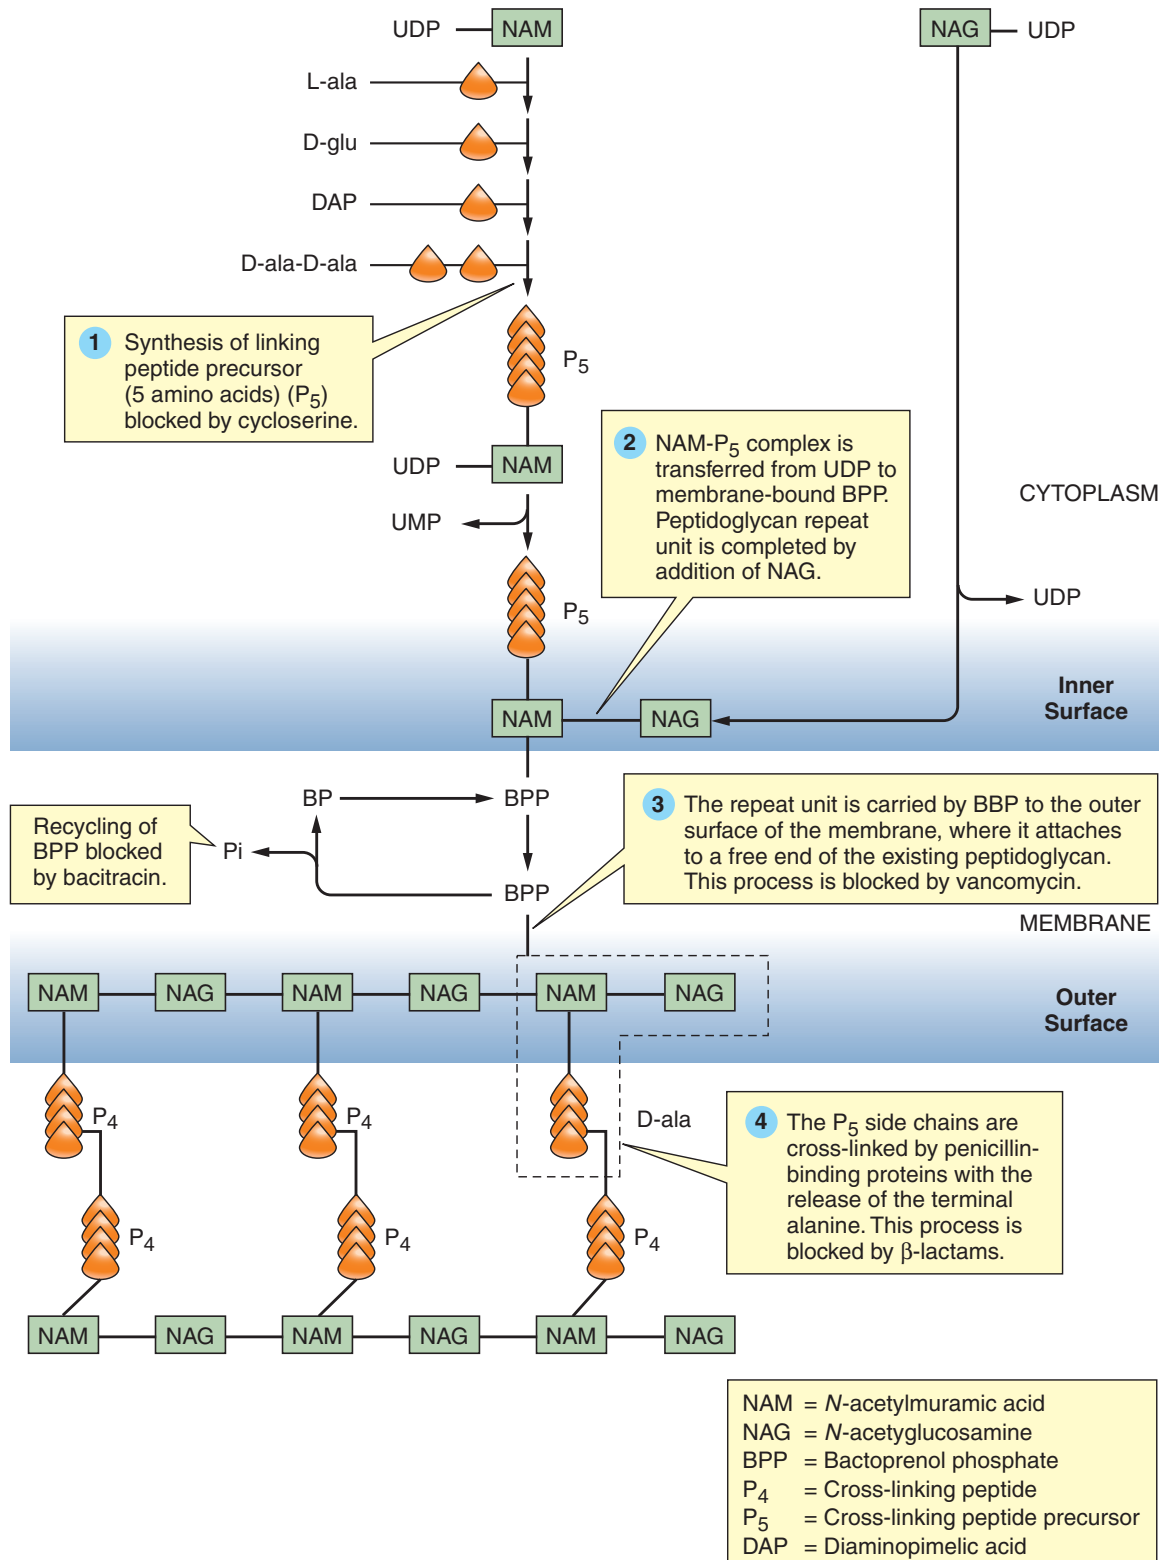 UDP NAM NAG UDP
L-ala
D-glu
DAP
D-ala-D-ala
1 Synthesis of linking
peptide precursor
(5 amino acids) (P5)
blocked by cycloserine.
P5
2 NAM-P5 complex is
transferred from UDP to
membrane-bound BPP.
Peptidoglycan repeat
unit is completed by
addition of NAG.
UDP NAM
CYTOPLASM
UMP
P5
UDP
Inner
Surface
NAM NAG
BP BPP
3 The repeat unit is carried by BBP to the outer
surface of the membrane, where it attaches
to a free end of the existing peptidoglycan.
This process is blocked by vancomycin.
Recycling of
BPP blocked
by bacitracin.
Pi
BPP
MEMBRANE
NAM NAG NAM NAG NAM NAG
Outer
Surface
P4 P4 D-ala
4 The P5 side chains are
cross-linked by penicillin-
binding proteins with the
release of the terminal
alanine. This process is
blocked by β-lactams.
P4 P4 P4
NAM NAG NAM NAG NAM NAG
NAM = N-acetylmuramic acid
NAG = N-acetyglucosamine
BPP = Bactoprenol phosphate
P4 = Cross-linking peptide
P5 = Cross-linking peptide precursor
DAP = Diaminopimelic acid